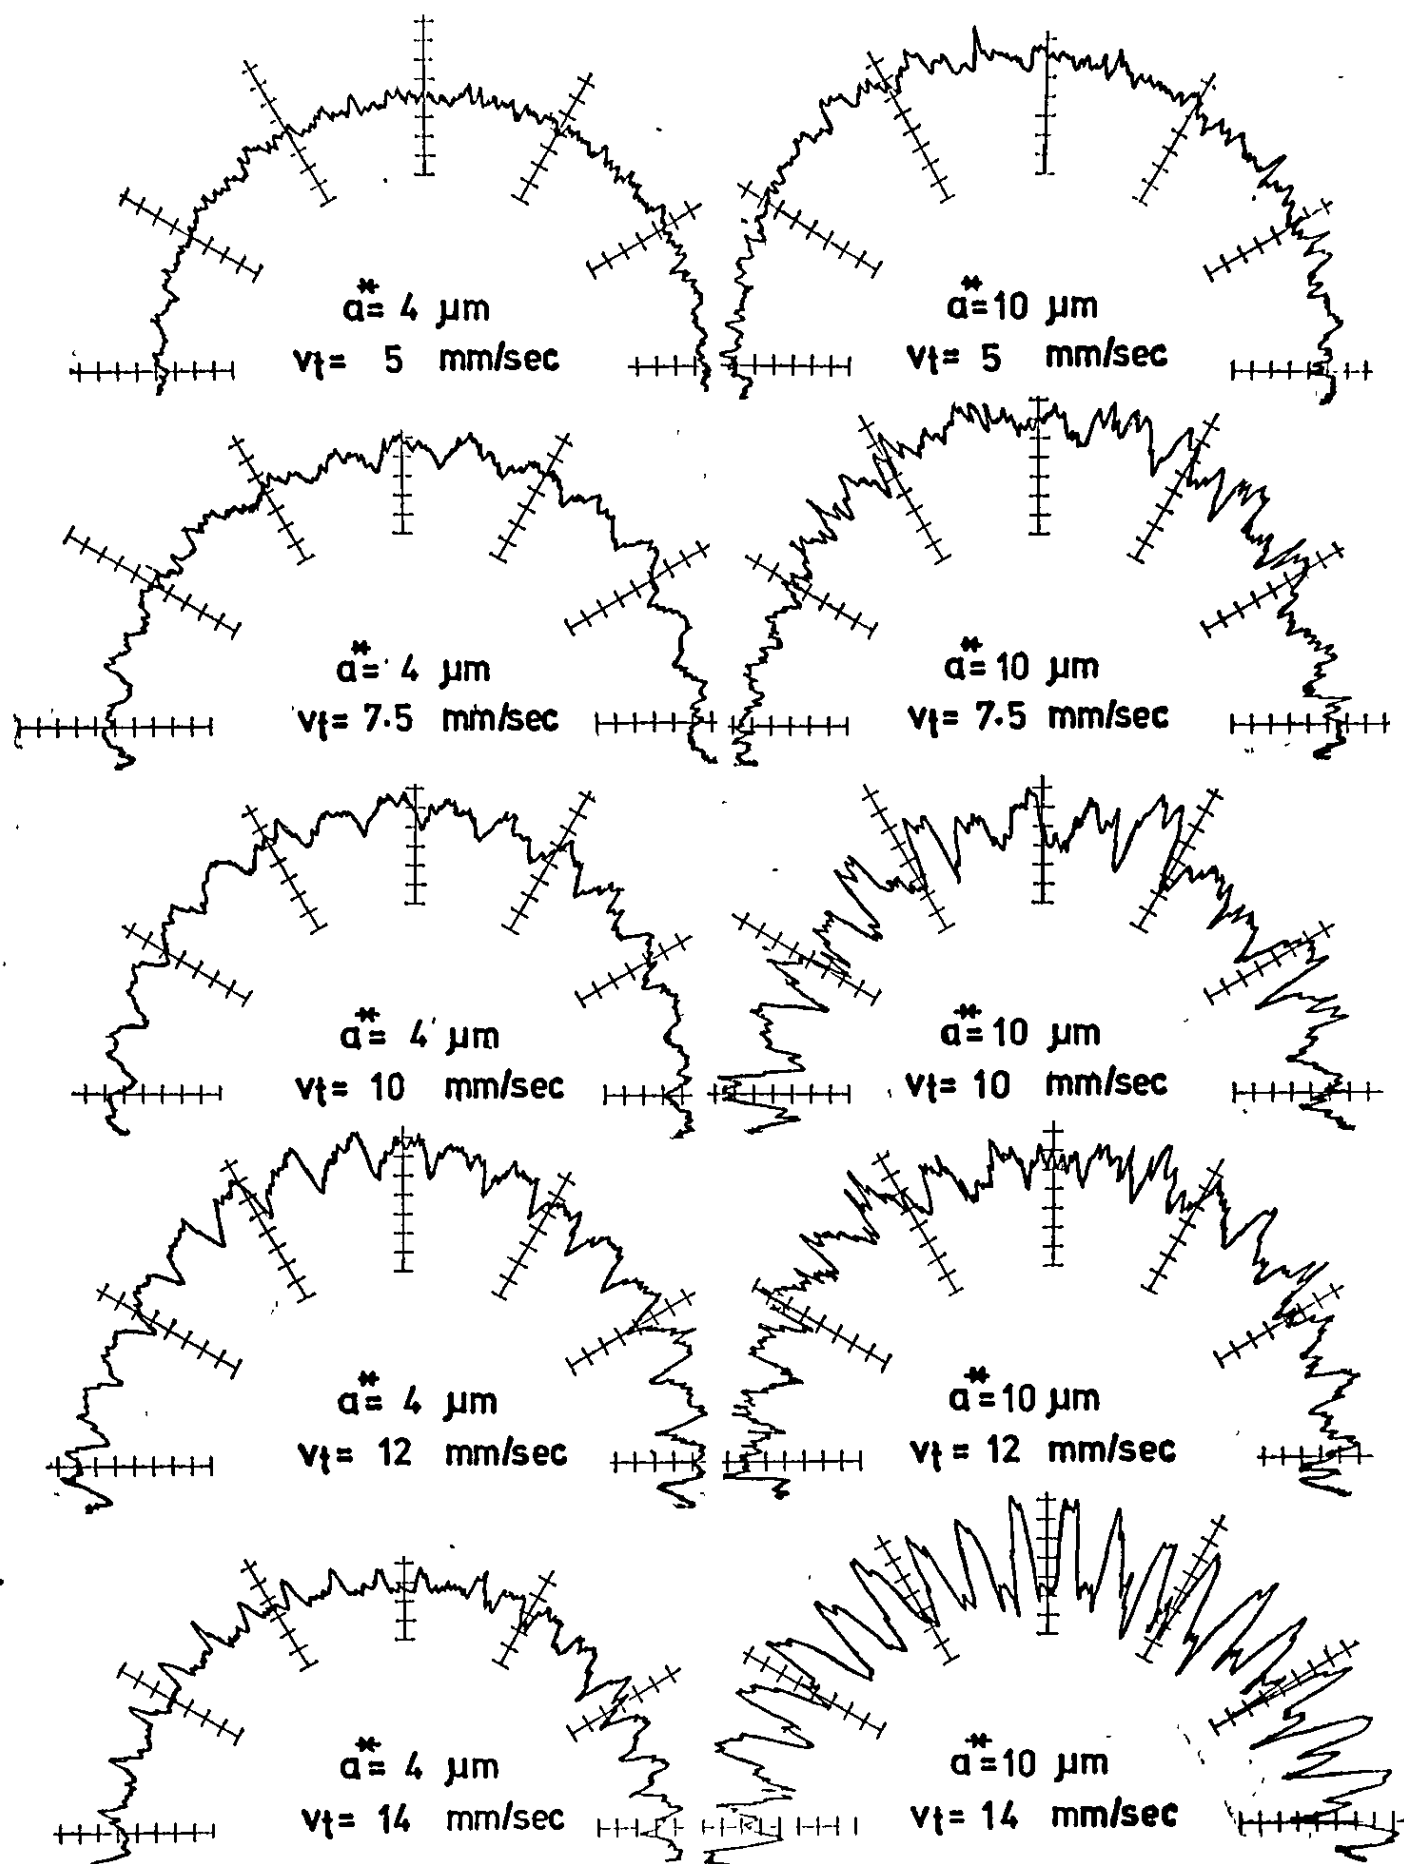 a*= 4 µm
vt= 5 mm/sec
a*=10 µm
vt= 5 mm/sec
a*= 4 µm
vt= 7.5 mm/sec
a*=10 µm
vt= 7.5 mm/sec
a*= 4 µm
vt= 10 mm/sec
a*=10 µm
vt= 10 mm/sec
a*= 4 µm
vt= 12 mm/sec
a*=10 µm
vt= 12 mm/sec
a*= 4 µm
vt= 14 mm/sec
a*=10 µm
vt= 14 mm/sec